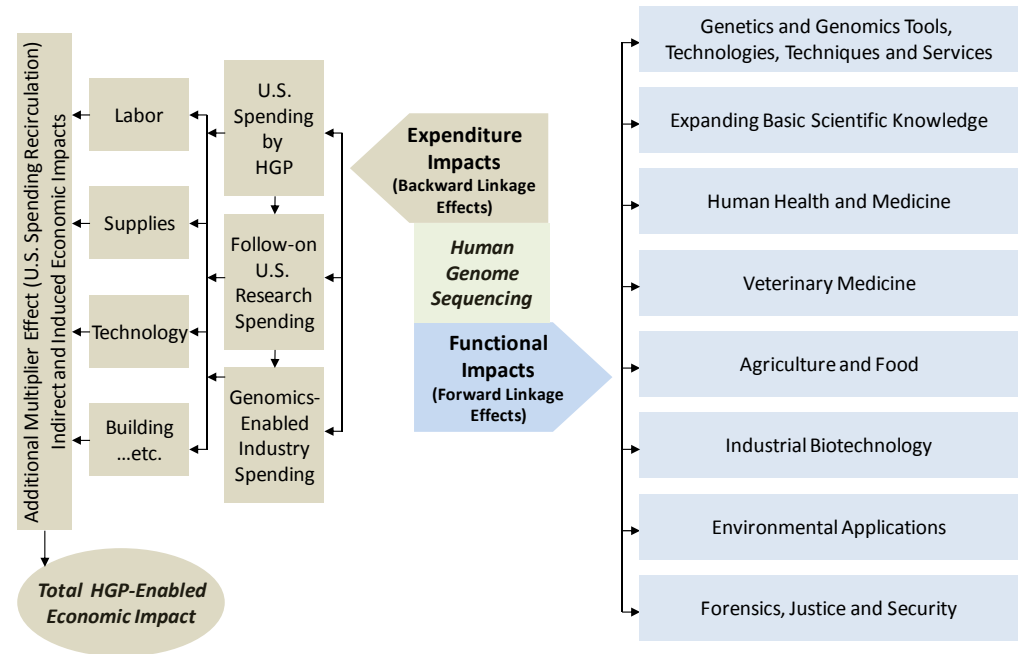 Additional Multiplier Effect (U.S. Spending Recirculation)
Indirect and Induced Economic Impacts
Labor
Supplies
Technology
Building
...etc.
U.S.
Spending
by
HGP
Follow-on
U.S.
Research
Spending
Genomics-
Enabled
Industry
Spending
Total HGP-Enabled
Economic Impact
Expenditure
Impacts
(Backward Linkage
Effects)
Human
Genome
Sequencing
Functional
Impacts
(Forward Linkage
Effects)
Genetics and Genomics Tools,
Technologies, Techniques and Services
Expanding Basic Scientific Knowledge
Human Health and Medicine
Veterinary Medicine
Agriculture and Food
Industrial Biotechnology
Environmental Applications
Forensics, Justice and Security